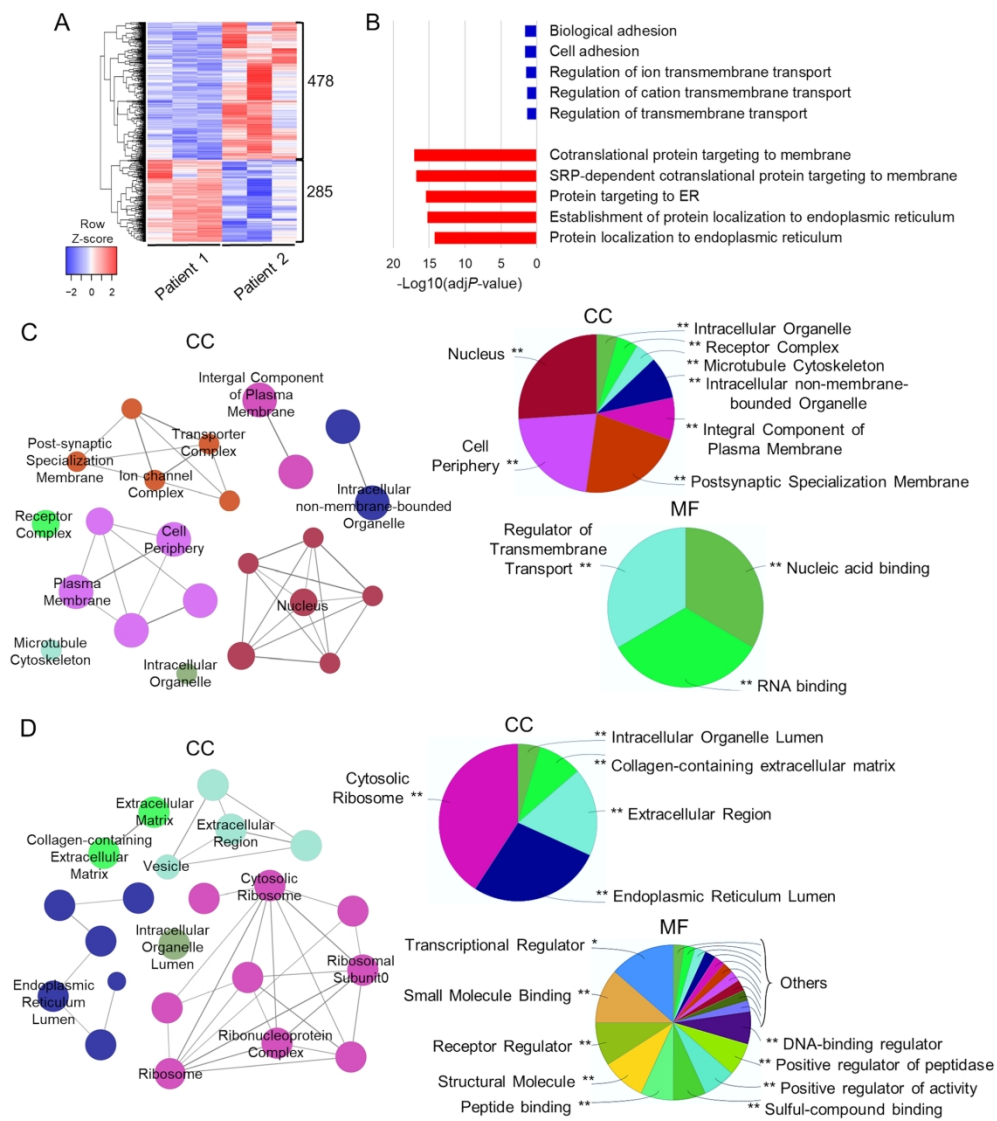 A
478
285
Row
Z-score
−2 0 2
Patient 1
Patient 2
B
Biological adhesion
Cell adhesion
Regulation of ion transmembrane transport
Regulation of cation transmembrane transport
Regulation of transmembrane transport
Cotranslational protein targeting to membrane
SRP-dependent cotranslational protein targeting to membrane
Protein targeting to ER
Establishment of protein localization to endoplasmic reticulum
Protein localization to endoplasmic reticulum
20 15 10 5 0
-Log10(adjP-value)
C
CC
Intergal Component
of Plasma
Membrane
Post-synaptic
Specialization
Membrane
Transporter
Complex
Ion channel
Complex
Intracellular
non-membrane-bounded
Organelle
Receptor
Complex
Cell
Periphery
Plasma
Membrane
Nucleus
Microtubule
Cytoskeleton
Intracellular
Organelle
CC
Nucleus **
** Intracellular Organelle
** Receptor Complex
** Microtubule Cytoskeleton
** Intracellular non-membrane-
bounded Organelle
** Integral Component of
Plasma Membrane
Cell
Periphery **
** Postsynaptic Specialization Membrane
MF
Regulator of
Transmembrane
Transport **
** Nucleic acid binding
** RNA binding
D
CC
Extracellular
Matrix
Extracellular
Region
Collagen-containing
Extracellular
Matrix
Vesicle
Cytosolic
Ribosome
Intracellular
Organelle
Lumen
Ribosomal
Subunit0
Endoplasmic
Reticulum
Lumen
Ribonucleoprotein
Complex
Ribosome
CC
Cytosolic
Ribosome **
** Intracellular Organelle Lumen
** Collagen-containing extracellular matrix
** Extracellular Region
** Endoplasmic Reticulum Lumen
MF
Transcriptional Regulator *
Small Molecule Binding **
Receptor Regulator **
Structural Molecule **
Peptide binding **
Others
** DNA-binding regulator
** Positive regulator of peptidase
** Positive regulator of activity
** Sulful-compound binding